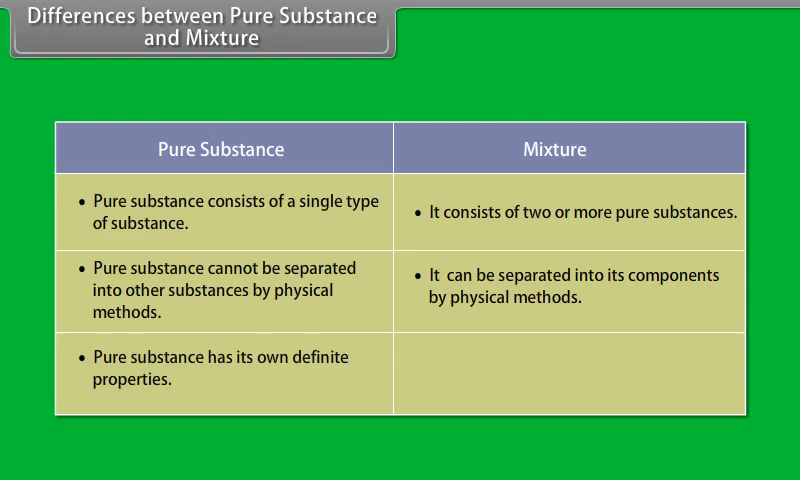 Differences between Pure Substance
and Mixture
Pure Substance
Mixture
• Pure substance consists of a single type
of substance.
• It consists of two or more pure substances.
• Pure substance cannot be separated
into other substances by physical
methods.
• It can be separated into its components
by physical methods.
• Pure substance has its own definite
properties.